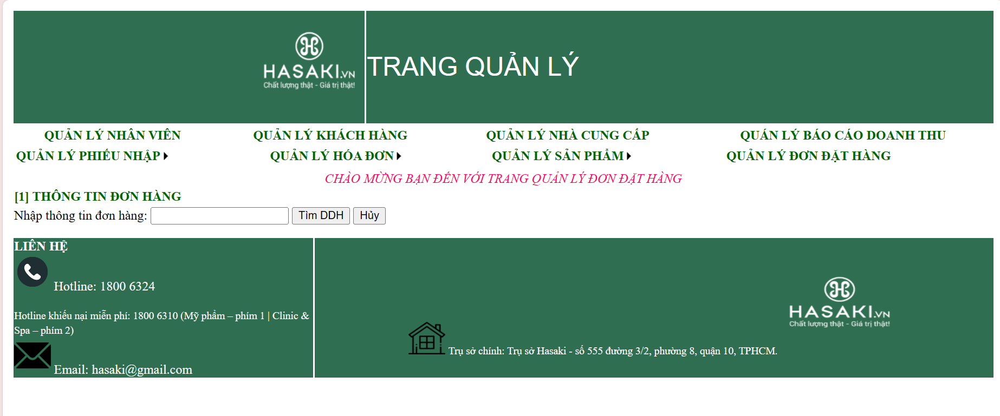 HASAKI.VN
Chất lượng thật - Giá trị thật!
TRANG QUẢN LÝ
QUẢN LÝ NHÂN VIÊN QUẢN LÝ KHÁCH HÀNG QUẢN LÝ NHÀ CUNG CẤP QUẢN LÝ BÁO CÁO DOANH THU
QUẢN LÝ PHIẾU NHẬP QUẢN LÝ HÓA ĐƠN QUẢN LÝ SẢN PHẨM QUẢN LÝ ĐƠN ĐẶT HÀNG
CHÀO MỪNG BẠN ĐẾN VỚI TRANG QUẢN LÝ ĐƠN ĐẶT HÀNG
[1] THÔNG TIN ĐƠN HÀNG
Nhập thông tin đơn hàng: Tìm DDH Hủy
LIÊN HỆ
Hotline: 1800 6324
Hotline khiếu nại miễn phí: 1800 6310 (Mỹ phẩm – phím 1 | Clinic &
Spa – phím 2)
Email: hasaki@gmail.com
Trụ sở chính: Trụ sở Hasaki - số 555 đường 3/2, phường 8, quận 10, TPHCM.
HASAKI.VN
Chất lượng thật - Giá trị thật!